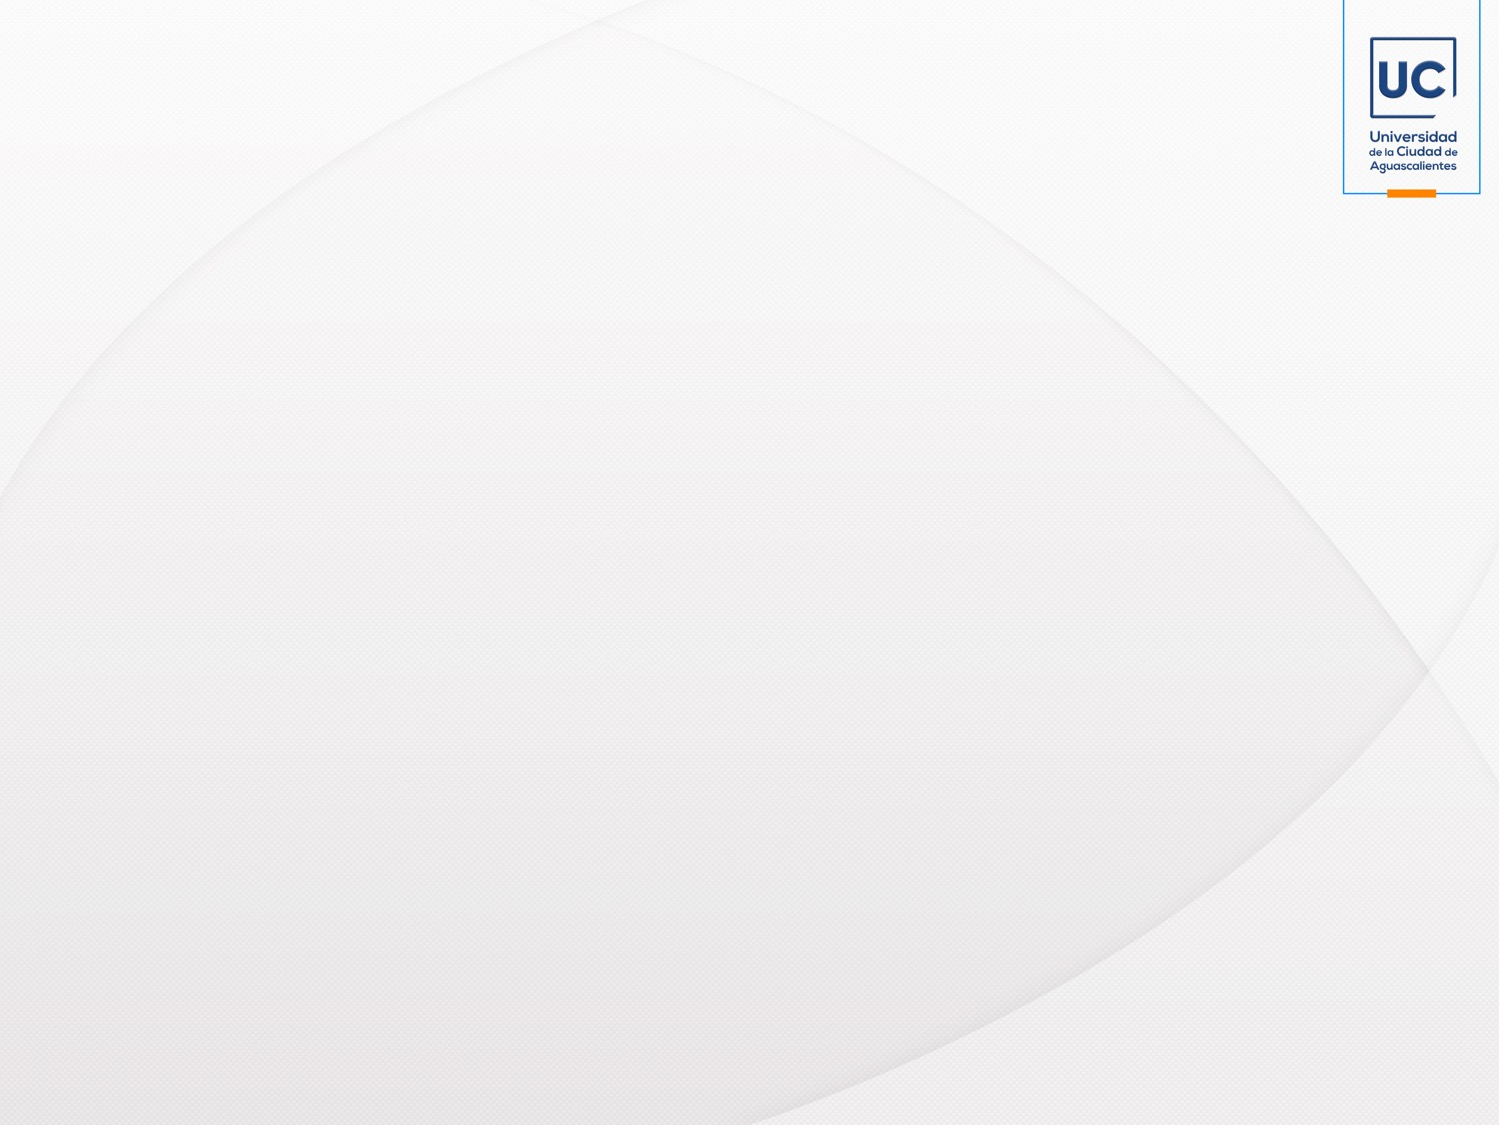 UC
Universidad
de la Ciudad de
Aguascalientes